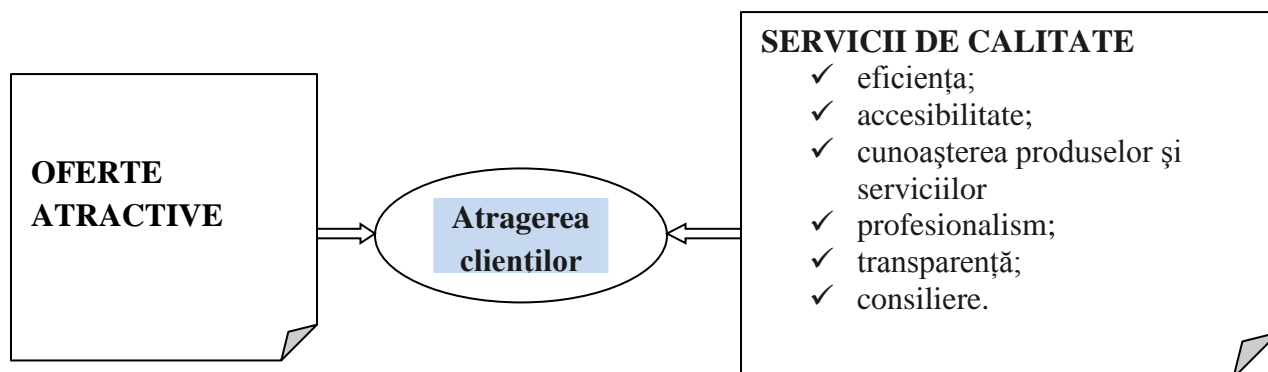 OFERTE
ATRACTIVE
Atragerea
clienților
SERVICII DE CALITATE
✓ eficiența;
✓ accesibilitate;
✓ cunoaşterea produselor şi
serviciilor
✓ profesionalism;
✓ transparență;
✓ consiliere.